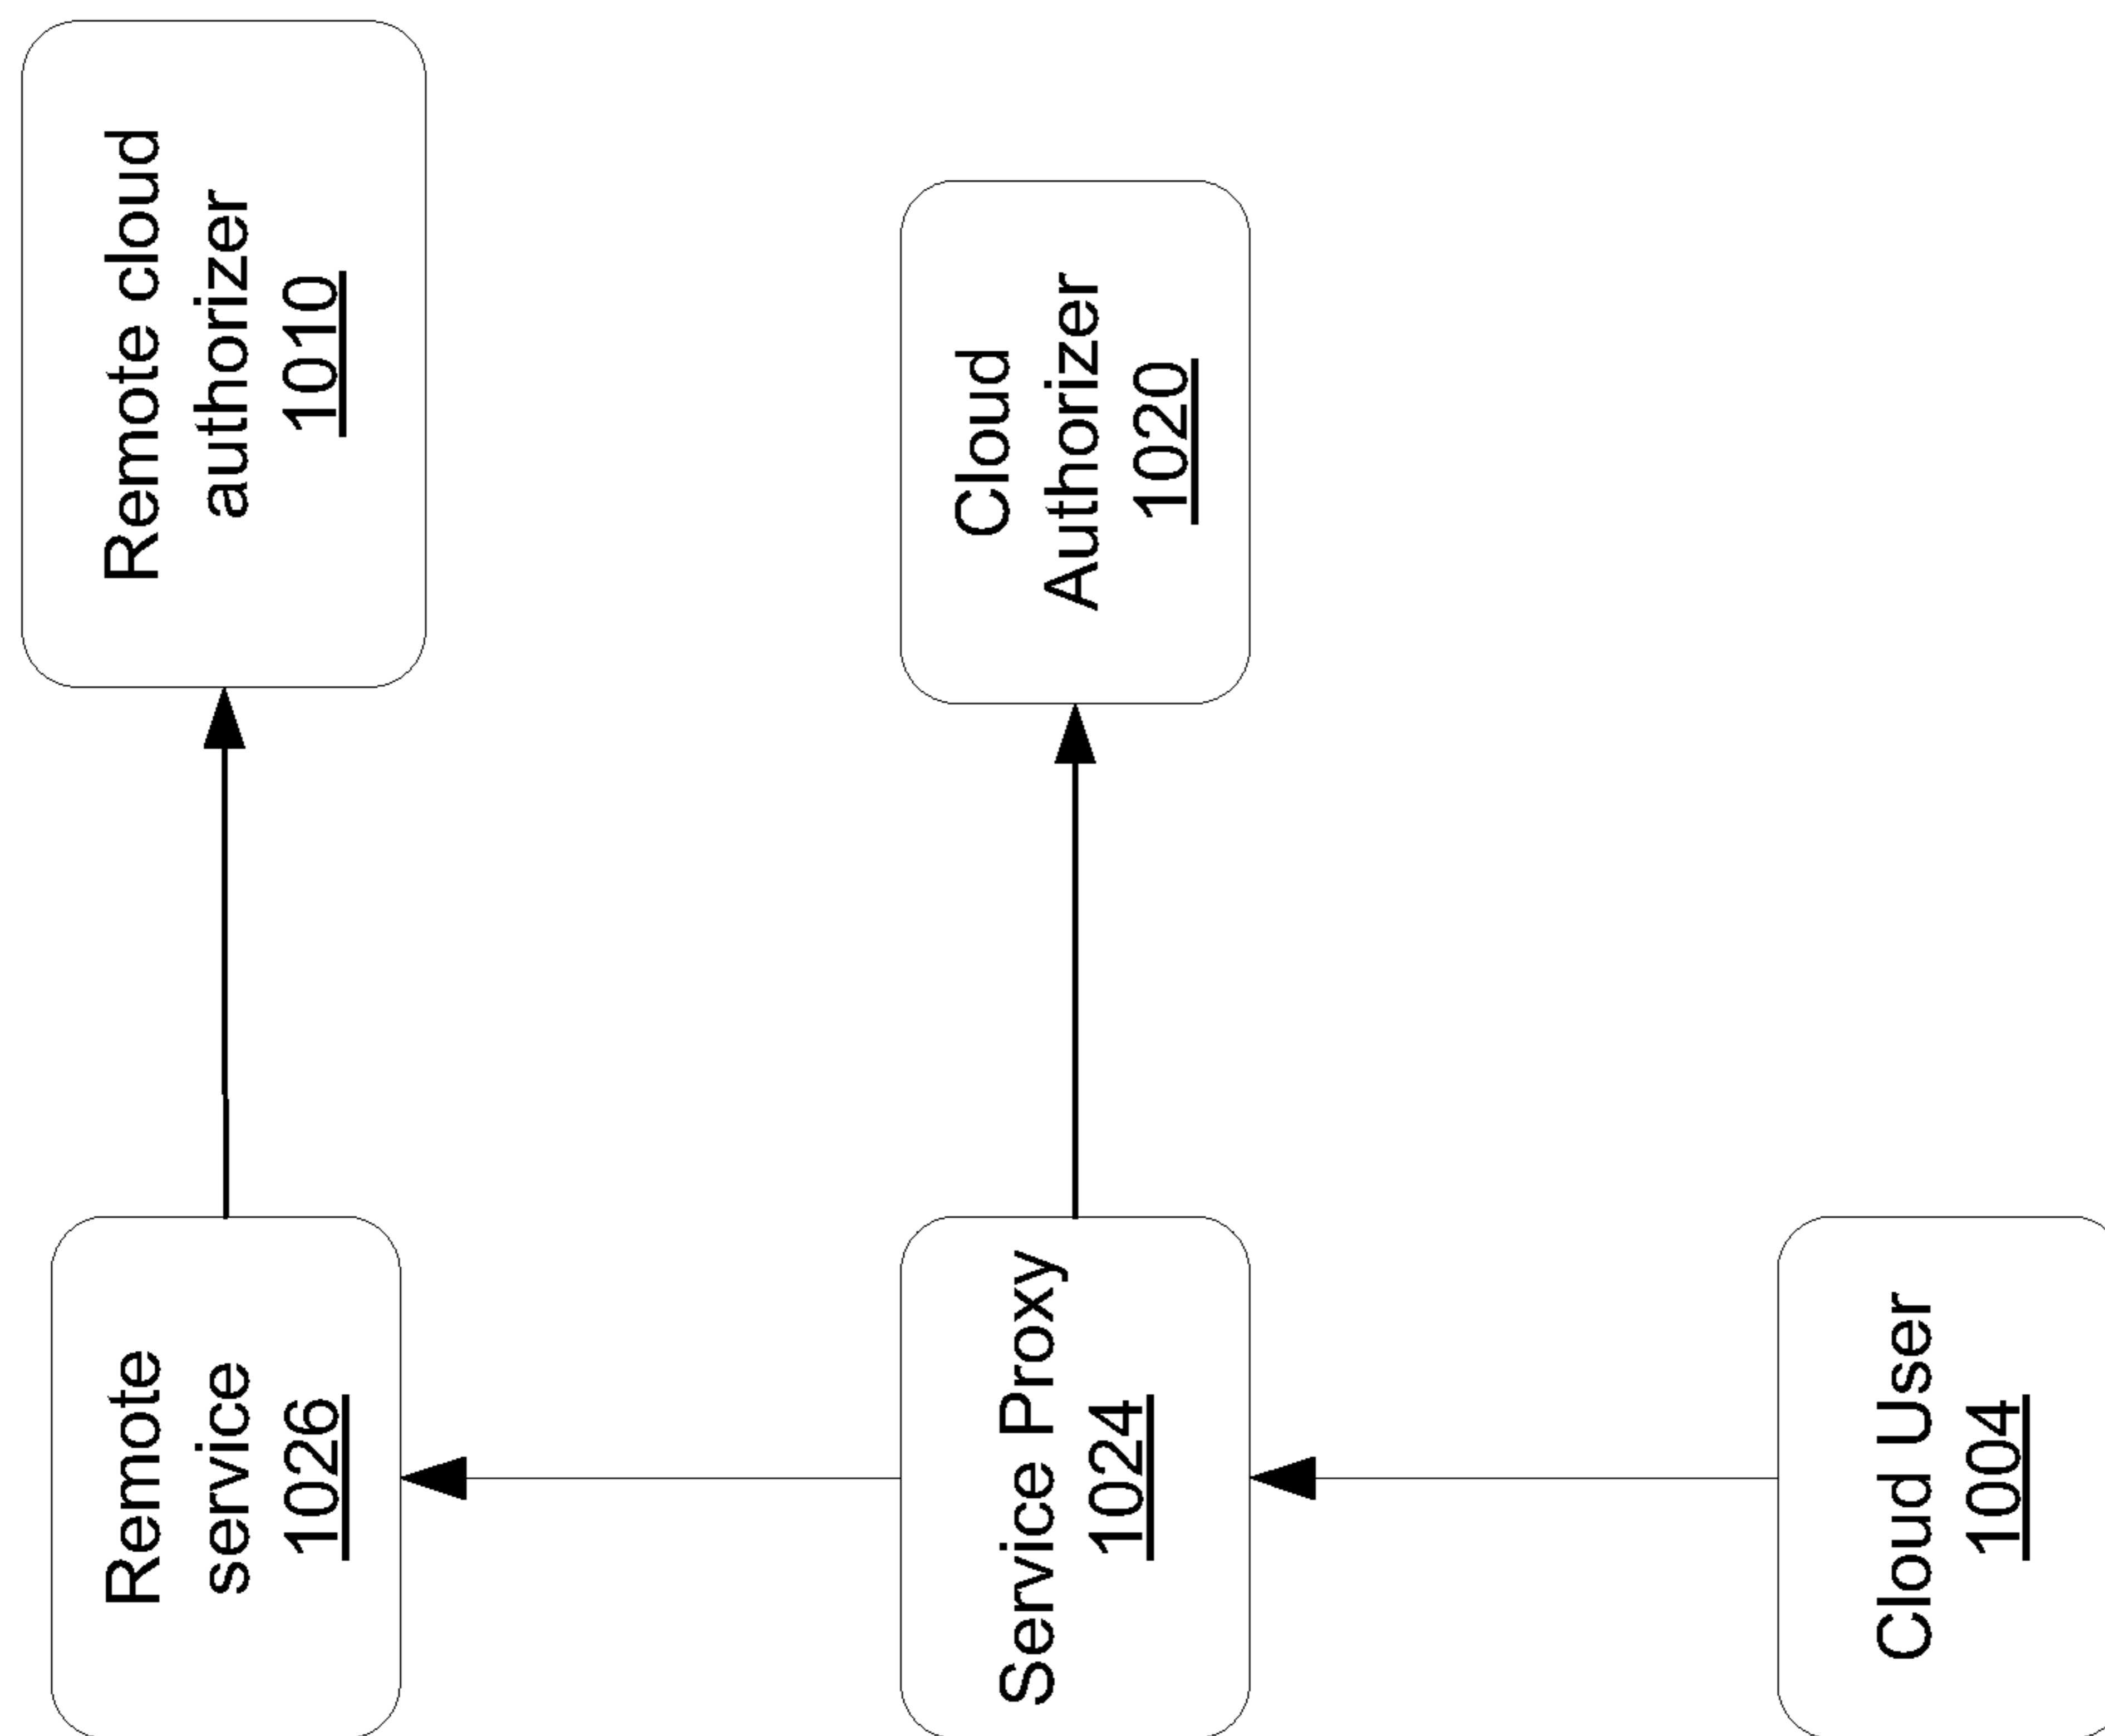 Remote
service
1026
Remote cloud
authorizer
1010
Service Proxy
1024
Cloud
Authorizer
1020
Cloud User
1004